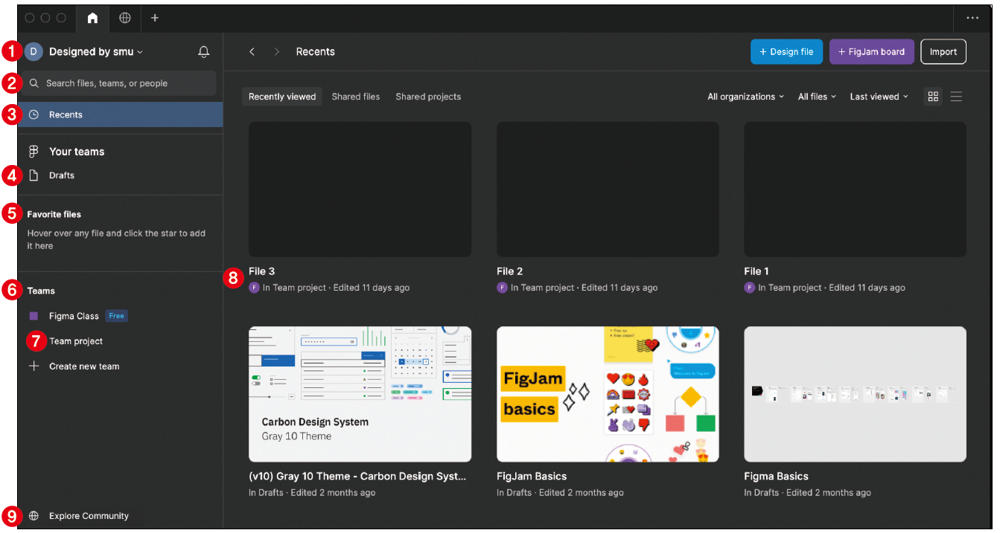 1 D Designed by smu
Recents
+ Design file
+ FigJam board
Import
2 Search files, teams, or people
3 Recents
Recently viewed
Shared files
Shared projects
All organizations
All files
Last viewed
Your teams
4 Drafts
5 Favorite files
Hover over any file and click the star to add
it here
6 Teams
Figma Class Free
7 Team project
+ Create new team
9 Explore Community
8 File 3
F In Team project · Edited 11 days ago
File 2
F In Team project · Edited 11 days ago
File 1
F In Team project · Edited 11 days ago
Carbon Design System
Gray 10 Theme
(v10) Gray 10 Theme - Carbon Design Syst...
In Drafts · Edited 2 months ago
FigJam
basics
FigJam Basics
In Drafts · Edited 2 months ago
Figma Basics
In Drafts · Edited 2 months ago